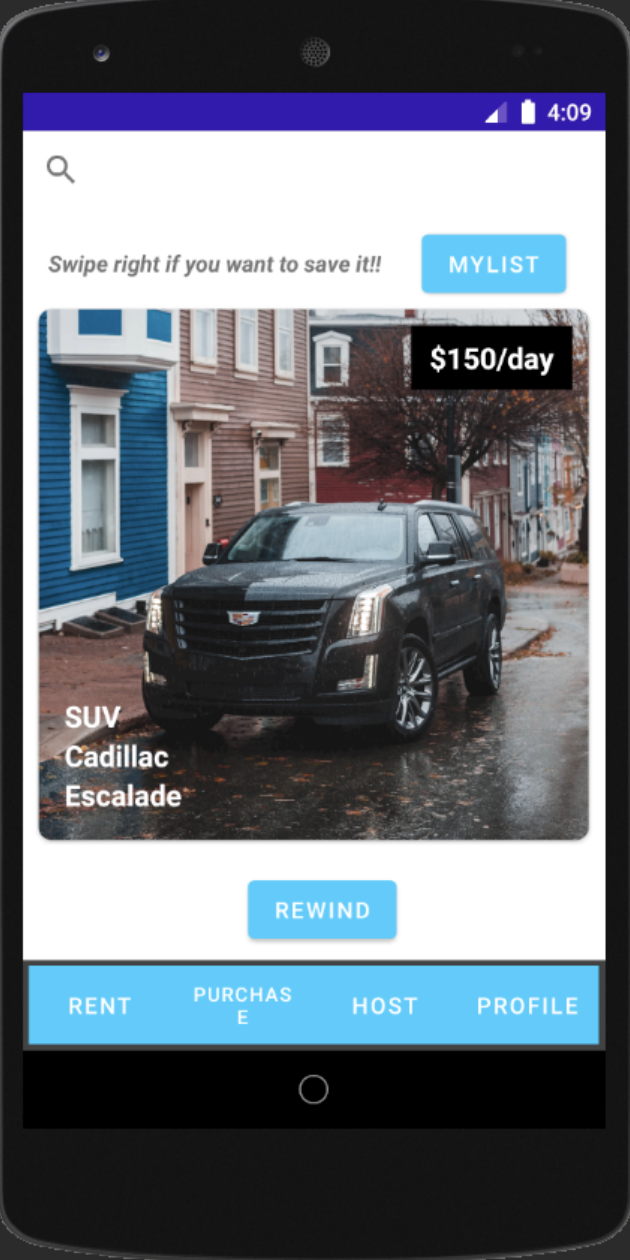 4:09
Swipe right if you want to save it!!
MYLIST
$150/day
SUV
Cadillac
Escalade
REWIND
RENT
PURCHAS
E
HOST
PROFILE